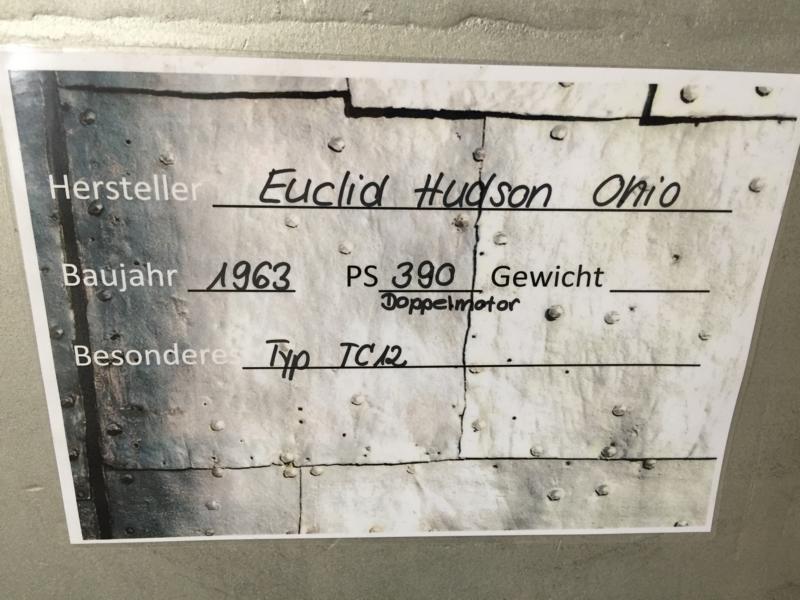 Hersteller Euclid Hudson Ohio
Baujahr 1963 PS 390 Gewicht
Doppelmotor
Besonderes Typ TC12